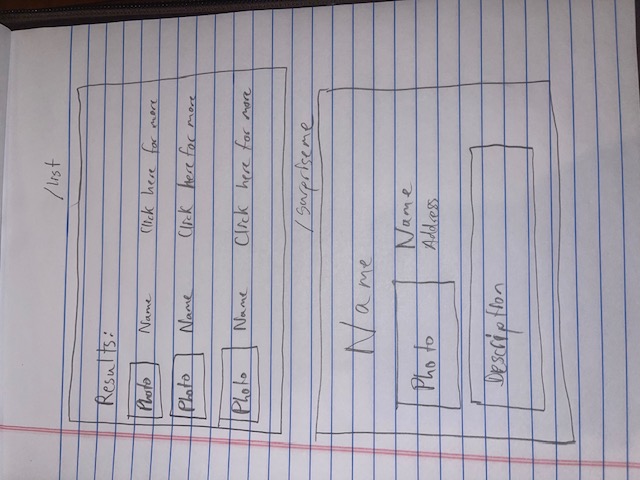 /list
Results:
Photo Name Click here for more
Photo Name Click here for more
Photo Name Click here for more
/surpriseme
Name
Photo Name
Address
Description